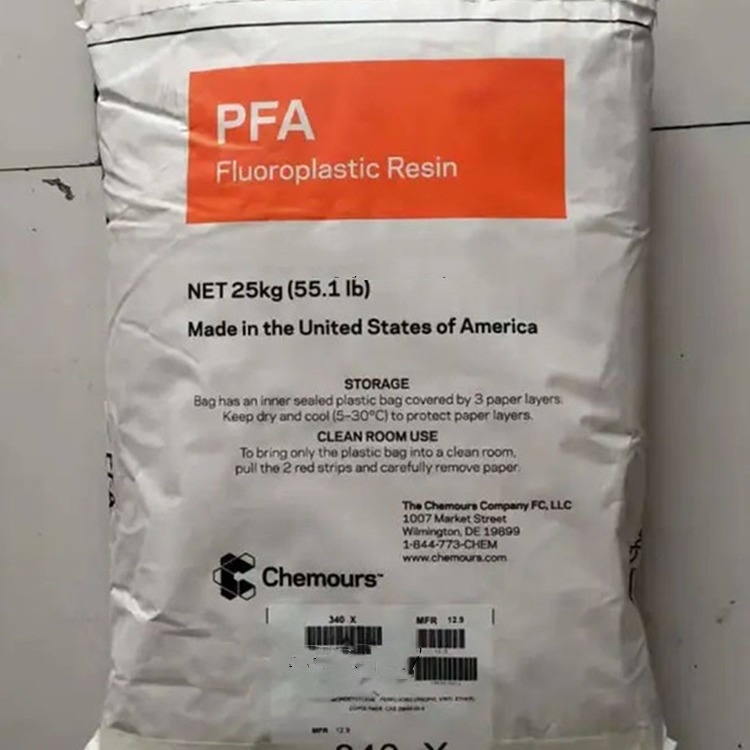 PFA
Fluoroplastic Resin
NET 25kg (55.1 lb)
Made in the United States of America
STORAGE
Bag has an inner sealed plastic bag covered by 3 paper layers.
Keep dry and cool (5-30°C) to protect paper layers.
CLEAN ROOM USE
To bring only the plastic bag into a clean room,
pull the 2 red strips and carefully remove paper.
The Chemours Company FC, LLC
1007 Market Street
Wilmington, DE 19899
1-844-773-CHEM
www.chemours.com
Chemours™
340 X MFR 12.9
MFR 12.9
340 X
PFA